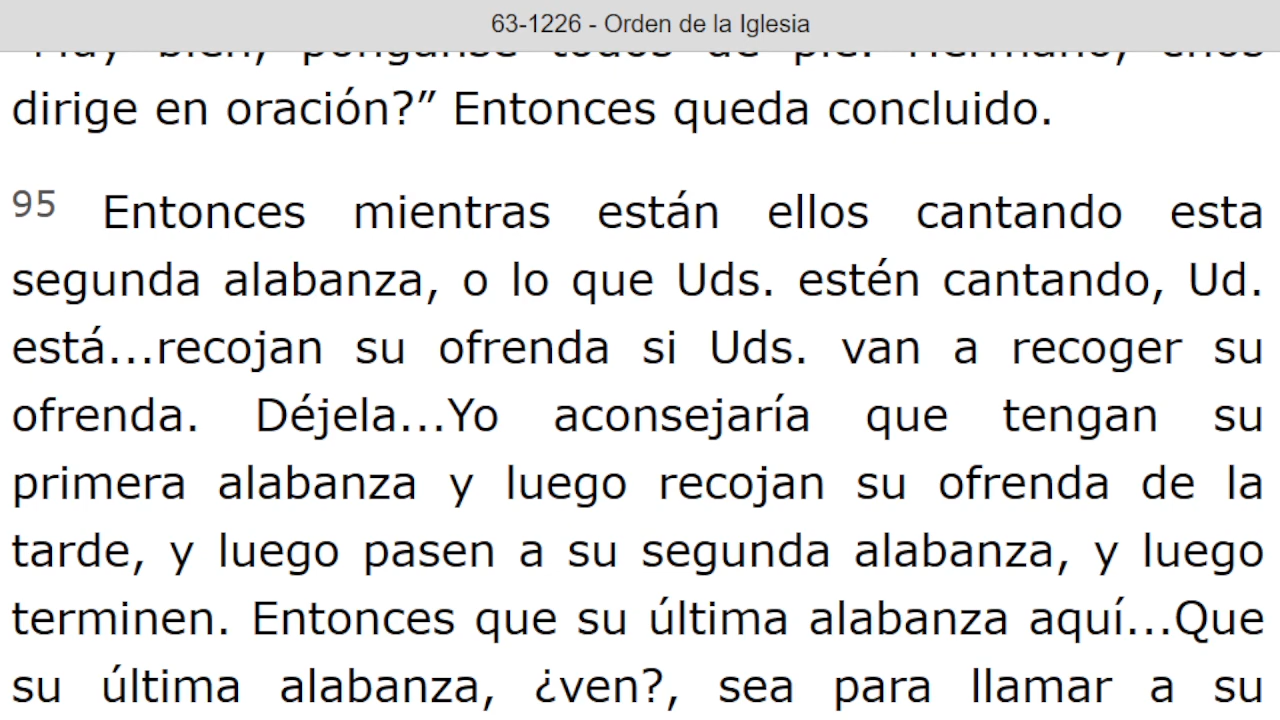 63-1226 - Orden de la Iglesia
dirige en oración?” Entonces queda concluido.
95 Entonces mientras están ellos cantando esta
segunda alabanza, o lo que Uds. estén cantando, Ud.
está...recojan su ofrenda si Uds. van a recoger su
ofrenda. Déjela...Yo aconsejaría que tengan su
primera alabanza y luego recojan su ofrenda de la
tarde, y luego pasen a su segunda alabanza, y luego
terminen. Entonces que su última alabanza aquí...Que
su última alabanza, ¿ven?, sea para llamar a su